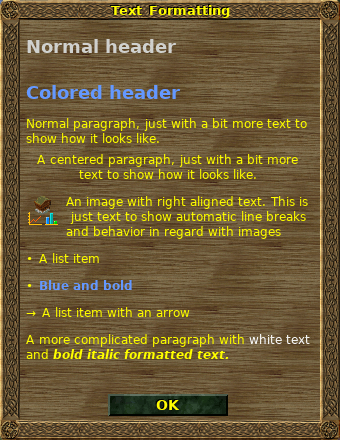 Text Formatting
Normal header
Colored header
Normal paragraph, just with a bit more text to
show how it looks like.
A centered paragraph, just with a bit more
text to show how it looks like.
An image with right aligned text. This is
just text to show automatic line breaks
and behavior in regard with images
• A list item
• Blue and bold
→ A list item with an arrow
A more complicated paragraph with white text
and bold italic formatted text.
OK